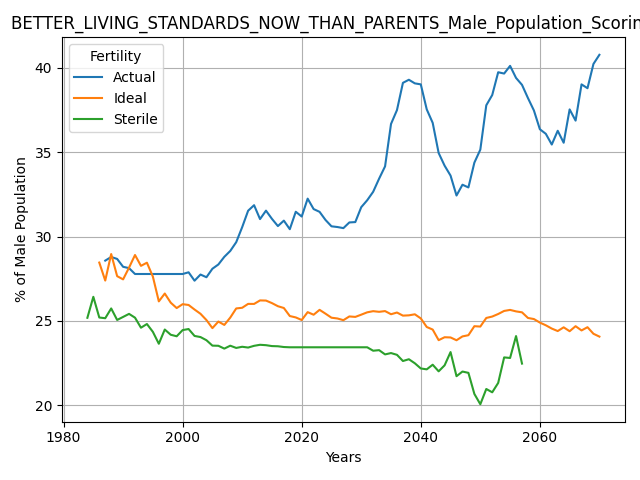 BETTER_LIVING_STANDARDS_NOW_THAN_PARENTS_Male_Population_Scorin
Fertility
Actual
Ideal
Sterile
% of Male Population
40
35
30
25
20
1980 2000 2020 2040 2060
Years